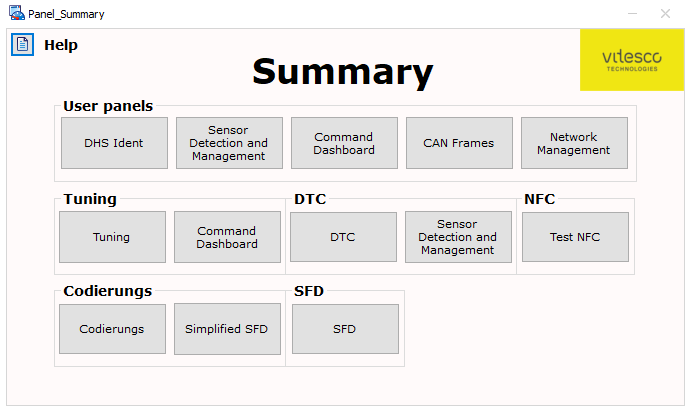 Panel_Summary
Help
Summary
vitesco
TECHNOLOGIES
User panels
DHS Ident
Sensor
Detection and
Management
Command
Dashboard
CAN Frames
Network
Management
Tuning
Tuning
Command
Dashboard
DTC
DTC
Sensor
Detection and
Management
NFC
Test NFC
Codierungs
Codierungs
Simplified SFD
SFD
SFD